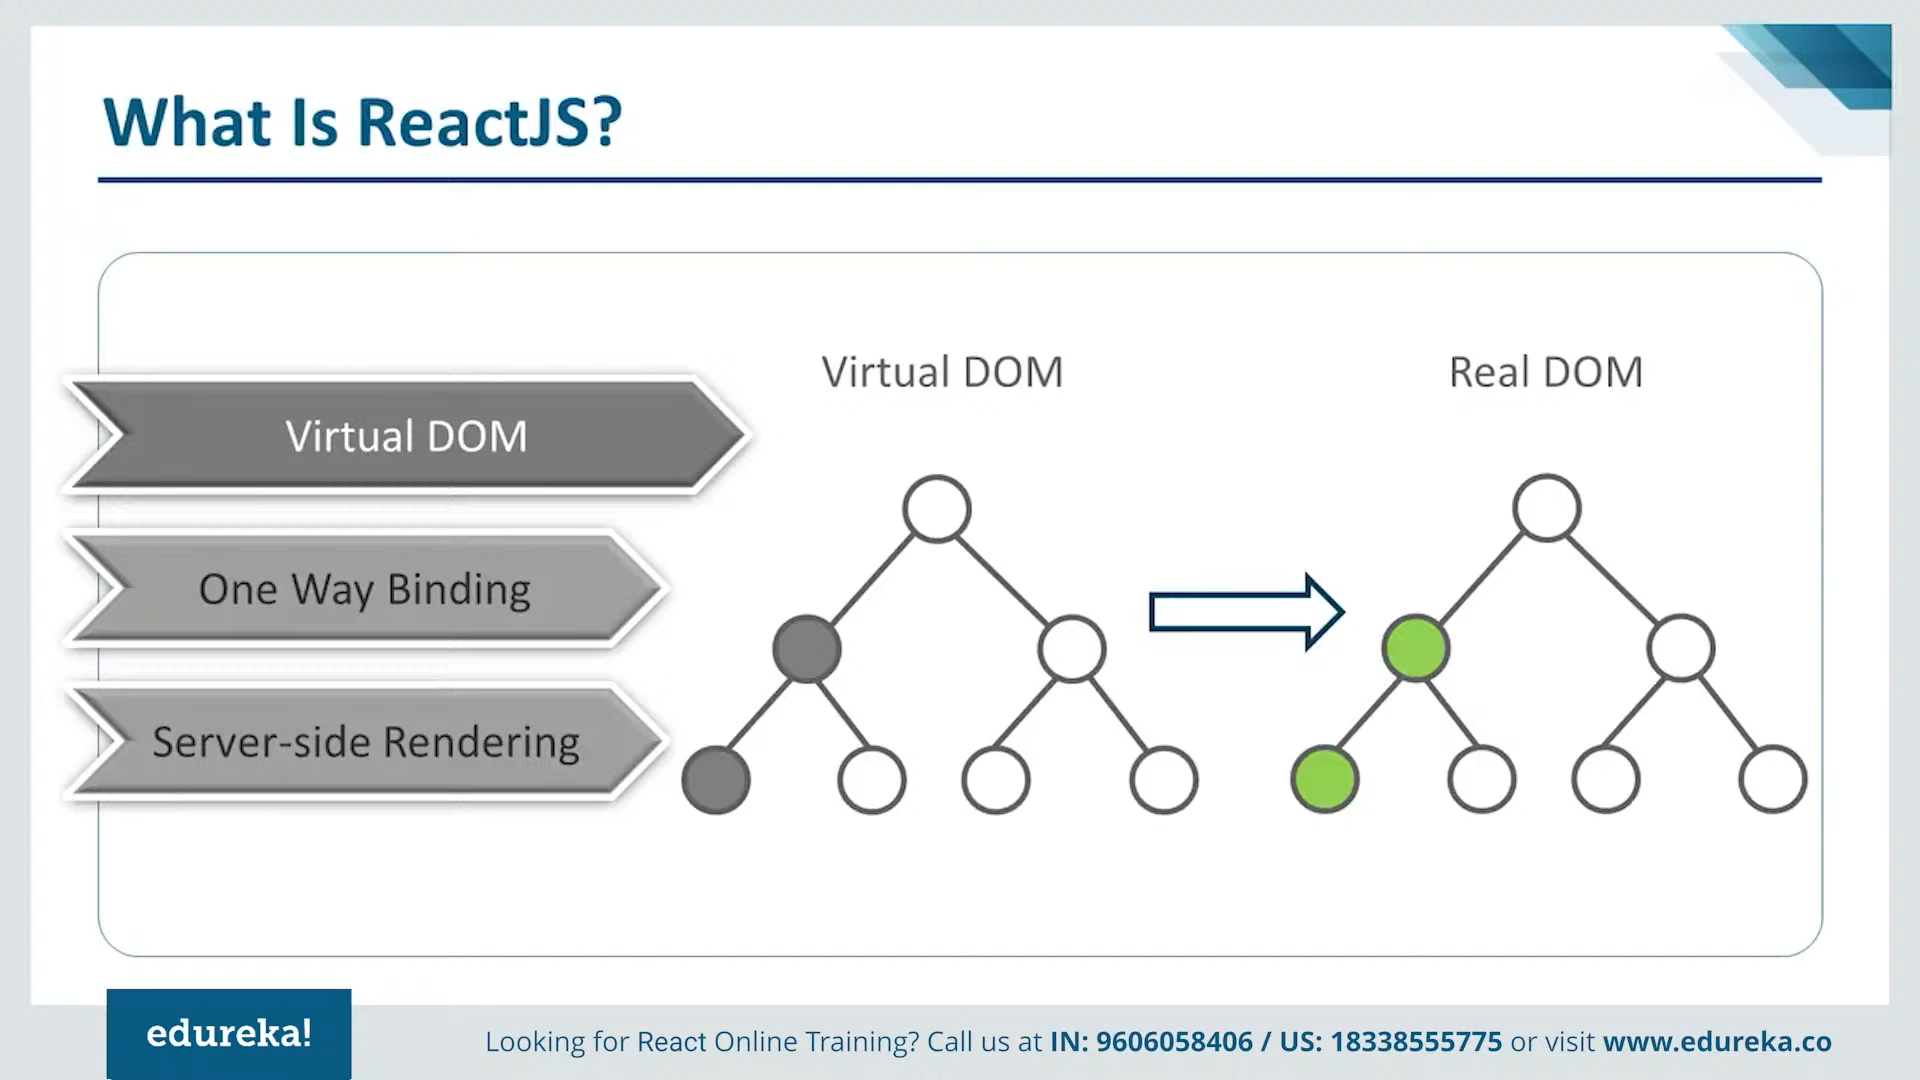 What Is ReactJS?
Virtual DOM
One Way Binding
Server-side Rendering
Virtual DOM
Real DOM
edureka!
Looking for React Online Training? Call us at IN: 9606058406 / US: 18338555775 or visit www.edureka.co